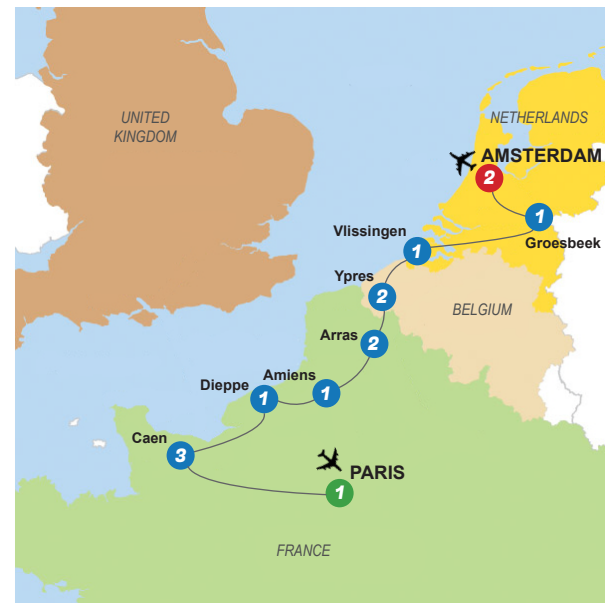 UNITED
KINGDOM
NETHERLANDS
AMSTERDAM
2
1
Groesbeek
Vlissingen
1
Ypres
2
BELGIUM
Arras
2
Amiens
1
Dieppe
1
Caen
3
PARIS
1
FRANCE